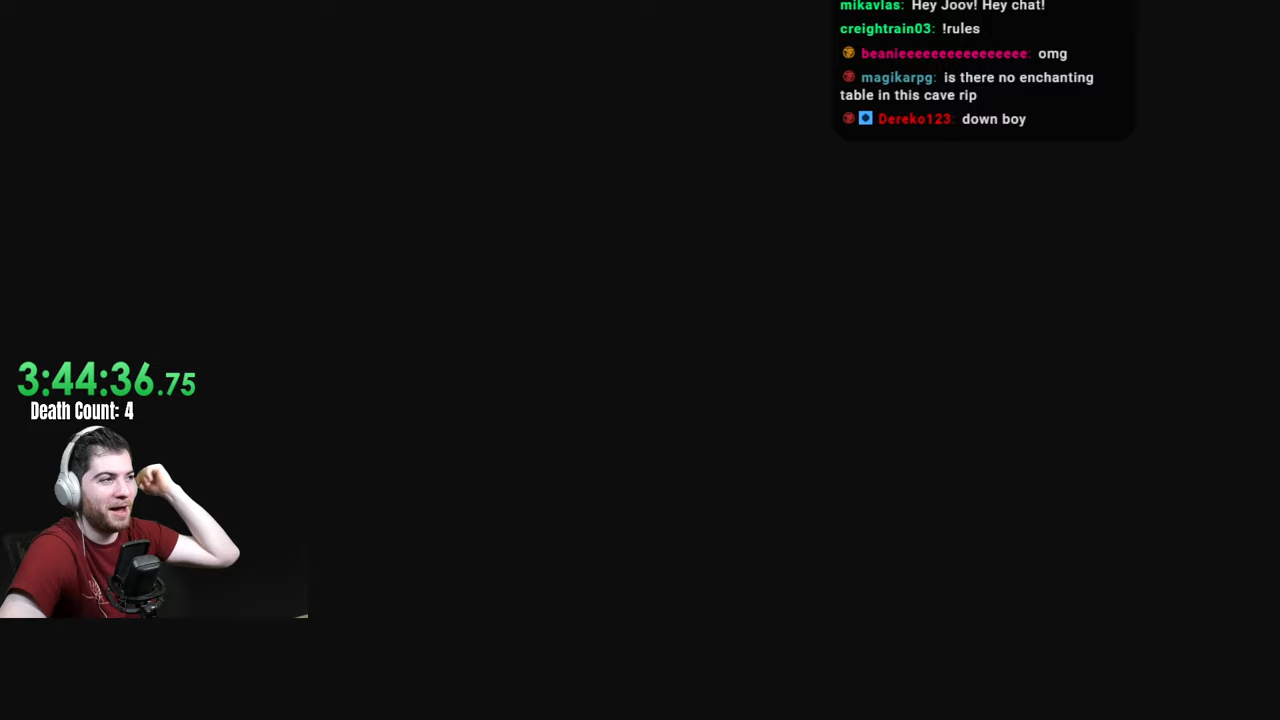 mikavlas: Hey Joov! Hey chat!
creightrain03: !rules
beanieeeeeeeeeeeeeeee: omg
magikarpg: is there no enchanting
table in this cave rip
Dereko123: down boy
3:44:36.75
Death Count: 4